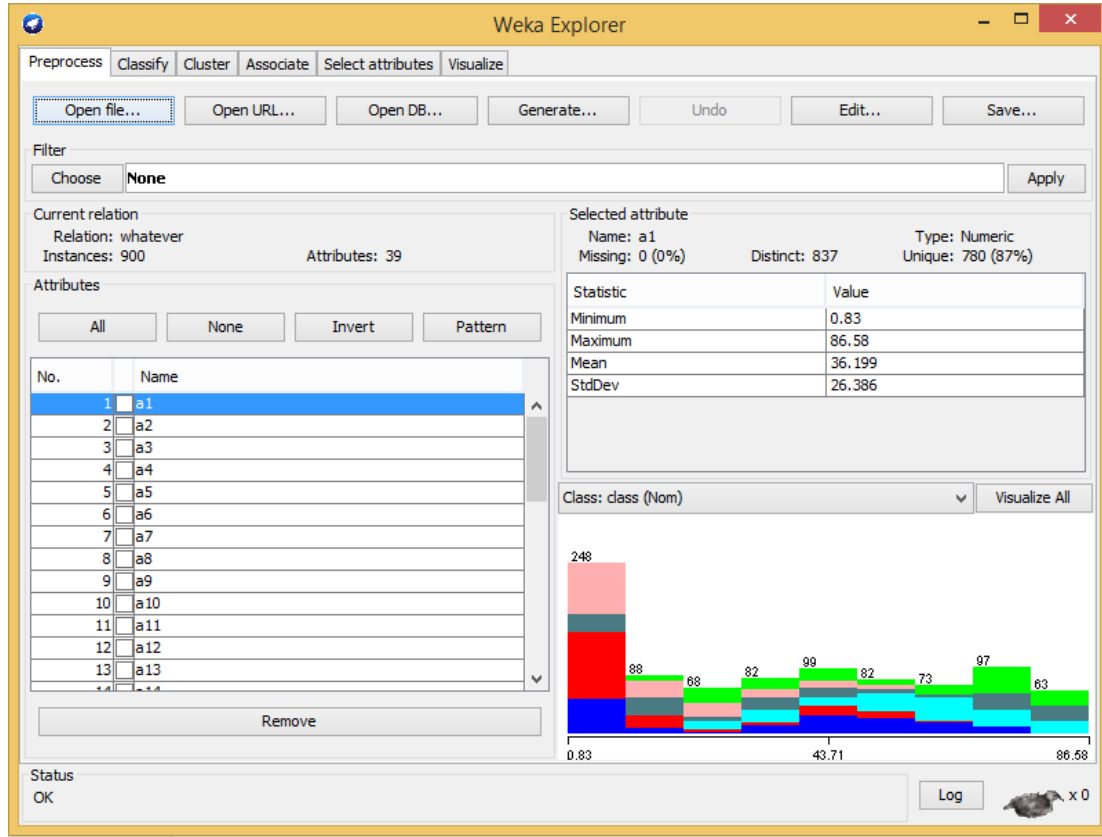 Weka Explorer
Preprocess Classify Cluster Associate Select attributes Visualize
Open file... Open URL... Open DB... Generate... Undo Edit... Save...
Filter
Choose None Apply
Current relation
Relation: whatever
Instances: 900 Attributes: 39
Attributes
All None Invert Pattern
No. Name
1 a1
2 a2
3 a3
4 a4
5 a5
6 a6
7 a7
8 a8
9 a9
10 a10
11 a11
12 a12
13 a13
14 a14
Remove
Selected attribute
Name: a1 Type: Numeric
Missing: 0 (0%) Distinct: 837 Unique: 780 (87%)
Statistic Value
Minimum 0.83
Maximum 86.58
Mean 36.199
StdDev 26.386
Class: class (Nom) Visualize All
248 88 68 82 99 82 73 97 63
0.83 43.71 86.58
Status
OK
Log x 0